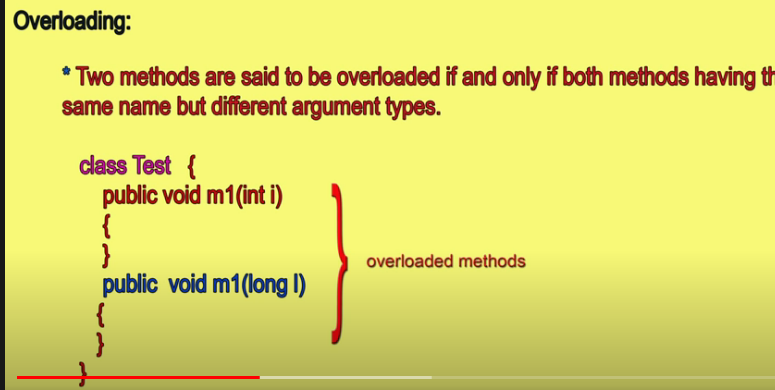 Overloading:
* Two methods are said to be overloaded if and only if both methods having th
same name but different argument types.
class Test {
public void m1(int i)
{
}
overloaded methods
public void m1(long l)
{
}
}